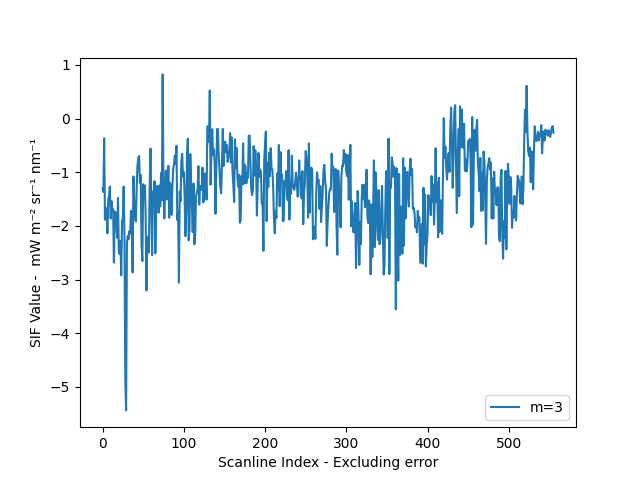 1
0
−1
−2
−3
−4
−5
SIF Value -  mW m⁻² sr⁻¹ nm⁻¹
m=3
0 100 200 300 400 500
Scanline Index - Excluding error